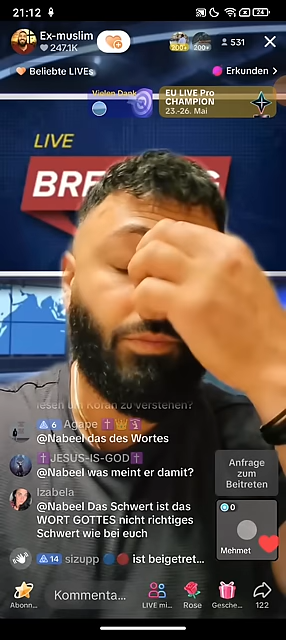 21:12
24
Ex-muslim
247.1K
200+
200+
531
Beliebte LIVEs
Erkunden >
Vielen Dank
EU LIVE Pro
CHAMPION
23.-26. Mai
LIVE
BRE
lesen um Koran zu verstehen?
6 Agape
@Nabeel das des Wortes
JESUS-IS-GOD
@Nabeel was meint er damit?
Izabela
@Nabeel Das Schwert ist das
WORT GOTTES nicht richtiges
Schwert wie bei euch
14 sizupp 🔵🔴 ist beigetret...
Anfrage
zum
Beitreten
0
Mehmet
Abonn...
Kommenta...
LIVE mi...
Rose
Gesche...
122